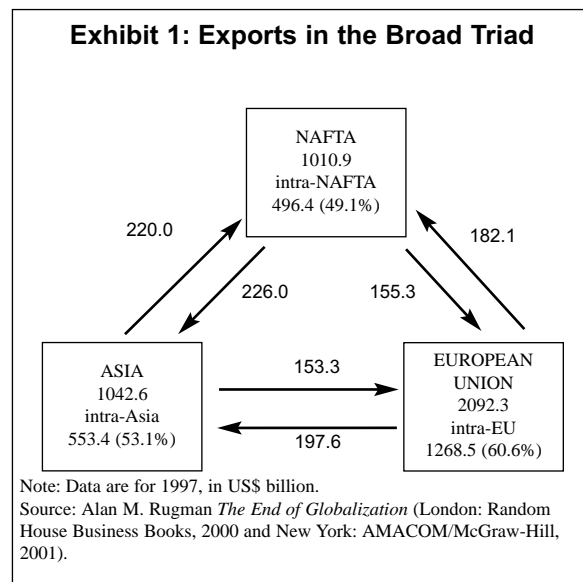 Exhibit 1: Exports in the Broad Triad
NAFTA
1010.9
intra-NAFTA
496.4 (49.1%)
220.0
182.1
226.0
155.3
ASIA
1042.6
intra-Asia
553.4 (53.1%)
153.3
197.6
EUROPEAN
UNION
2092.3
intra-EU
1268.5 (60.6%)
Note: Data are for 1997, in US$ billion.
Source: Alan M. Rugman The End of Globalization (London: Random
House Business Books, 2000 and New York: AMACOM/McGraw-Hill,
2001).